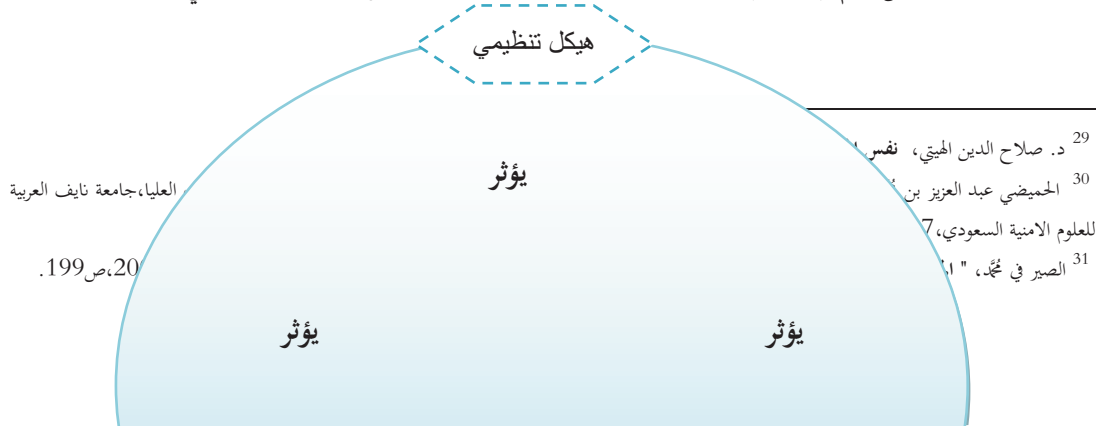 هيكل تنظيمي
يؤثر
يؤثر يؤثر
29 د. صلاح الدين الهيتي، نفس
30 الحميضي عبد العزيز بن العليا،جامعة نايف العربية
للعلوم الامنية السعودي،7
31 الصير في مُحَّد، " 20،ص199.